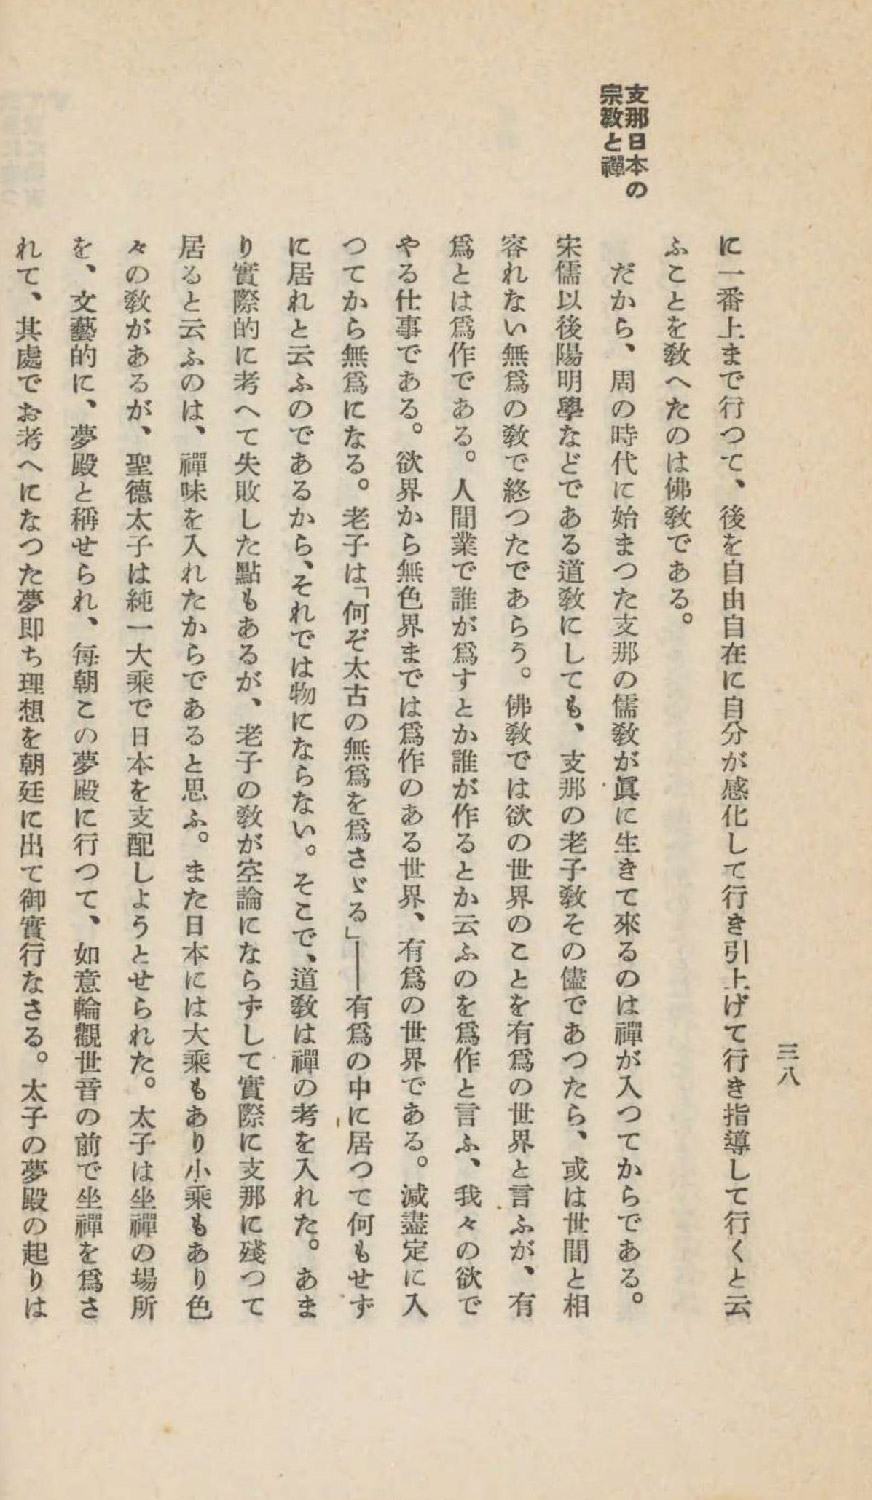 三八
に一番上まで行つて、後を自由自在に自分が感化して行き引上げて行き指導して行くと云
ふことを敎へたのは佛敎である。
支那日本の
宗敎と禪
だから、周の時代に始まつた支那の儒敎が眞に生きて來るのは禪が入つてからである。
宋儒以後陽明學などである道敎にしても、支那の老子敎その儘であつたら、或は世間と相
容れない無爲の敎で終つたであらう。佛敎では欲の世界のことを有爲の世界と言ふが、有
爲とは爲作である。人間業で誰が爲すとか誰が作るとか云ふのを爲作と言ふ、我々の欲で
やる仕事である。欲界から無色界までは爲作のある世界、有爲の世界である。滅盡定に入
つてから無爲になる。老子は「何ぞ太古の無爲を爲さゞる」――有爲の中に居つて何もせず
に居れと云ふのであるから、それでは物にならない。そこで、道敎は禪の考を入れた。あま
り實際的に考へて失敗した點もあるが、老子の敎が空論にならずして實際に支那に殘つて
居ると云ふのは、禪味を入れたからであると思ふ。また日本には大乘もあり小乘もあり色
々の敎があるが、聖德太子は純一大乘で日本を支配しようとせられた。太子は坐禪の場所
を、文藝的に、夢殿と稱せられ、每朝この夢殿に行つて、如意輪觀世音の前で坐禪を爲さ
れて、其處でお考へになつた夢卽ち理想を朝廷に出て御實行なさる。太子の夢殿の起りは